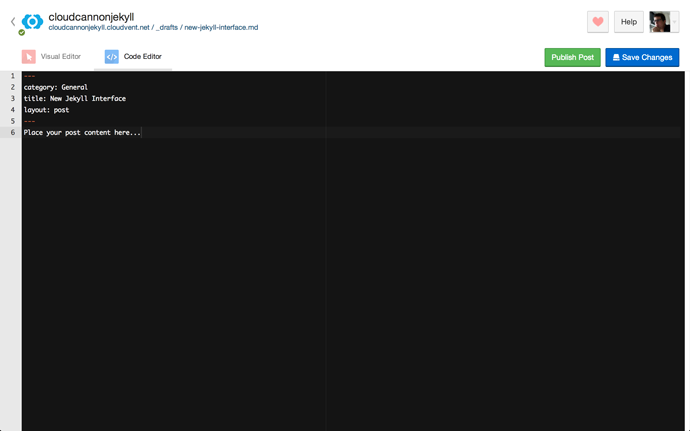 cloudcannonjekyll
cloudcannonjekyll.cloudvent.net / _drafts / new-jekyll-interface.md
Help
Visual Editor
Code Editor
Publish Post
Save Changes
1 ---
2 category: General
3 title: New Jekyll Interface
4 layout: post
5 ---
6 Place your post content here...